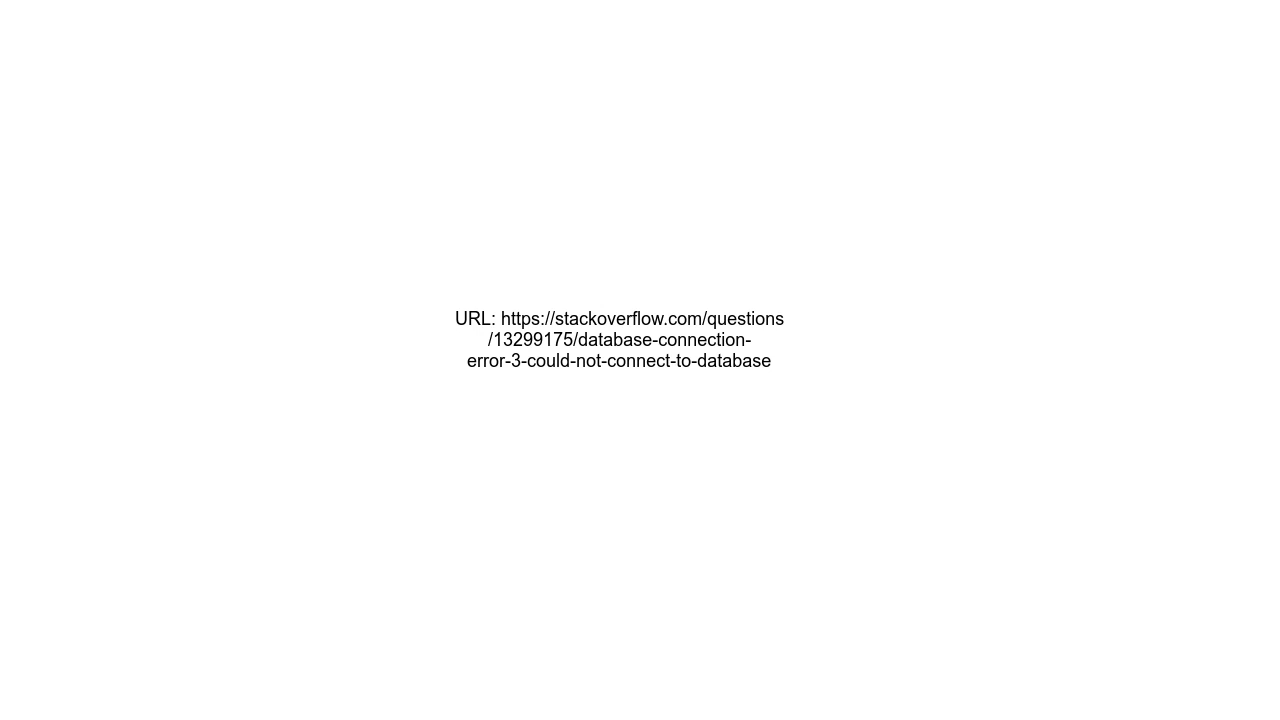 URL: https://stackoverflow.com/questions
/13299175/database-connection-
error-3-could-not-connect-to-database